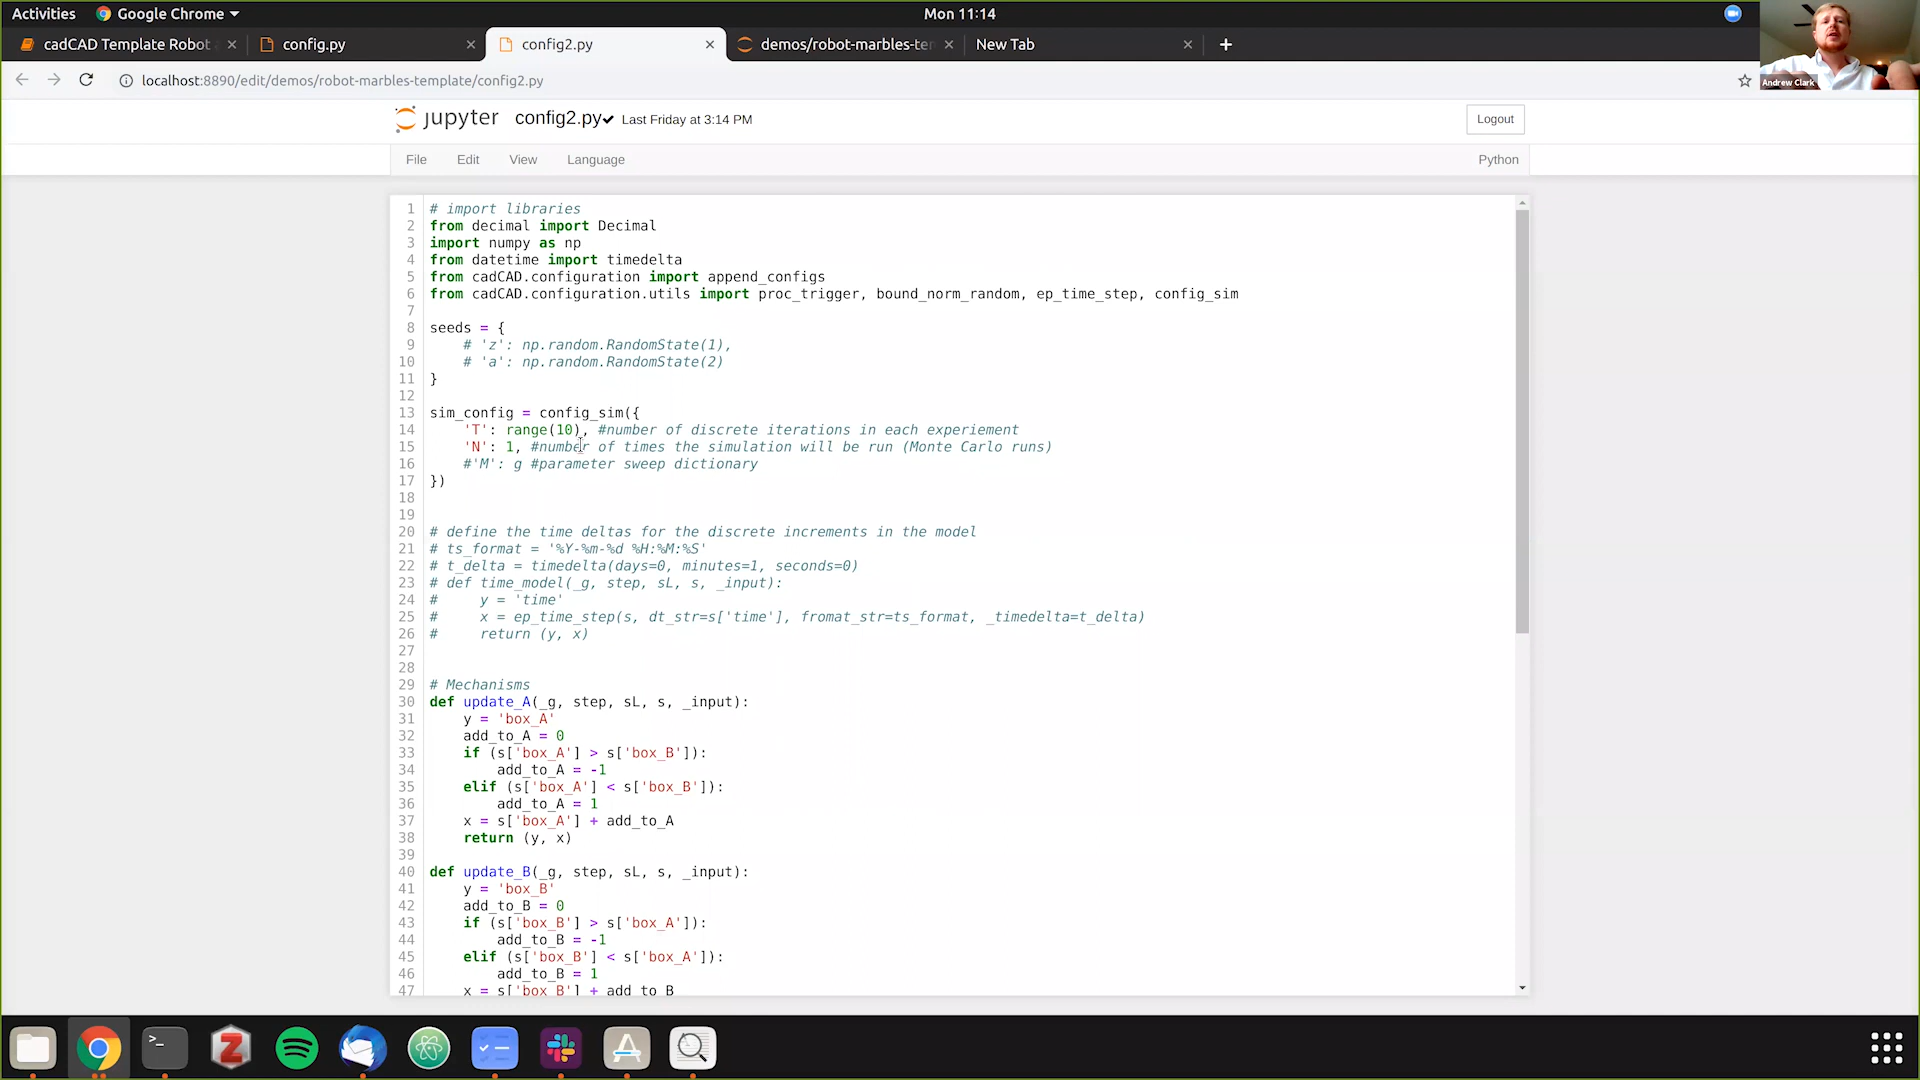 Activities
Google Chrome
Mon 11:14
cadCAD Template Robot
config.py
config2.py
demos/robot-marbles-te
New Tab
localhost:8890/edit/demos/robot-marbles-template/config2.py
Andrew Clark
jupyter
config2.py
Last Friday at 3:14 PM
Logout
File
Edit
View
Language
Python
1 # import libraries
2 from decimal import Decimal
3 import numpy as np
4 from datetime import timedelta
5 from cadCAD.configuration import append_configs
6 from cadCAD.configuration.utils import proc_trigger, bound_norm_random, ep_time_step, config_sim
7
8 seeds = {
9 # 'z': np.random.RandomState(1),
10 # 'a': np.random.RandomState(2)
11 }
12
13 sim_config = config_sim({
14 'T': range(10), #number of discrete iterations in each experiement
15 'N': 1, #number of times the simulation will be run (Monte Carlo runs)
16 #'M': g #parameter sweep dictionary
17 })
18
19
20 # define the time deltas for the discrete increments in the model
21 # ts_format = '%Y-%m-%d %H:%M:%S'
22 # t_delta = timedelta(days=0, minutes=1, seconds=0)
23 # def time_model(_g, step, sL, s, _input):
24 # y = 'time'
25 # x = ep_time_step(s, dt_str=s['time'], fromat_str=ts_format, _timedelta=t_delta)
26 # return (y, x)
27
28
29 # Mechanisms
30 def update_A(_g, step, sL, s, _input):
31 y = 'box_A'
32 add_to_A = 0
33 if (s['box_A'] > s['box_B']):
34 add_to_A = -1
35 elif (s['box_A'] < s['box_B']):
36 add_to_A = 1
37 x = s['box_A'] + add_to_A
38 return (y, x)
39
40 def update_B(_g, step, sL, s, _input):
41 y = 'box_B'
42 add_to_B = 0
43 if (s['box_B'] > s['box_A']):
44 add_to_B = -1
45 elif (s['box_B'] < s['box_A']):
46 add_to_B = 1
47 x = s['box_B'] + add_to_B